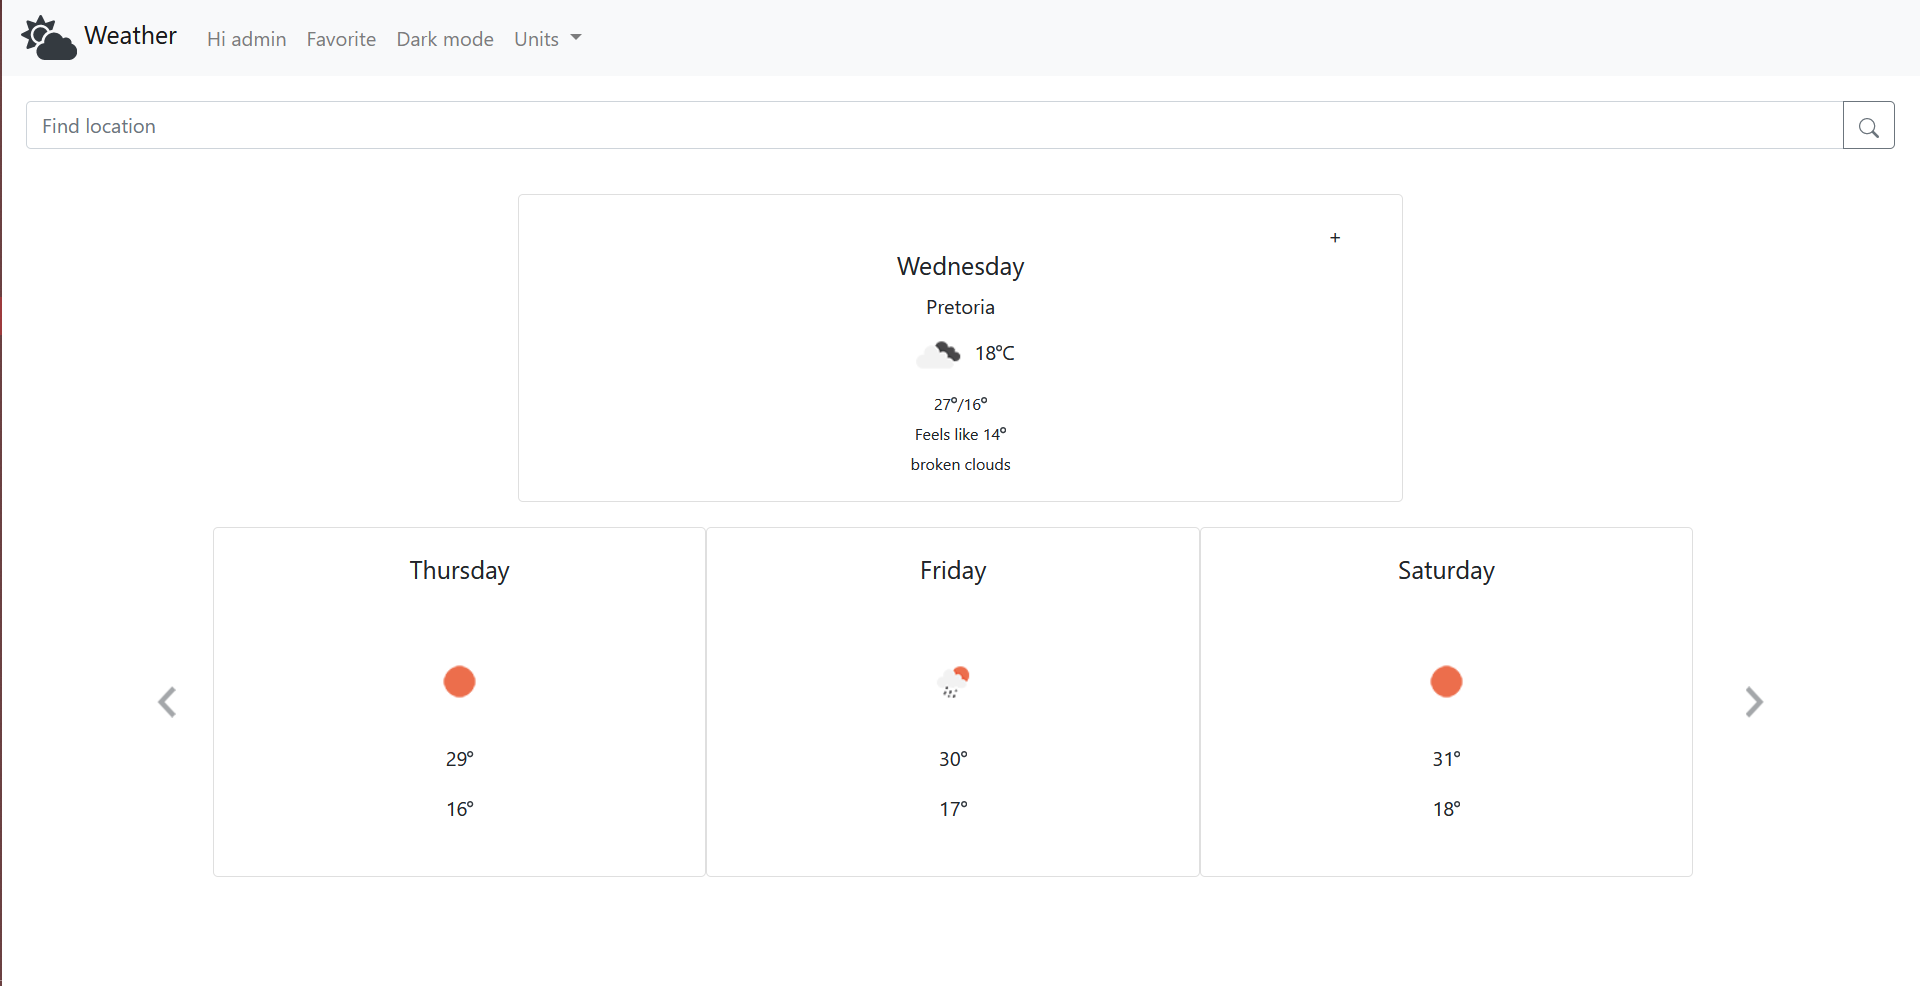 Weather Hi admin Favorite Dark mode Units
Find location
+
Wednesday
Pretoria
18°C
27°/16°
Feels like 14°
broken clouds
Thursday Friday Saturday
29° 30° 31°
16° 17° 18°